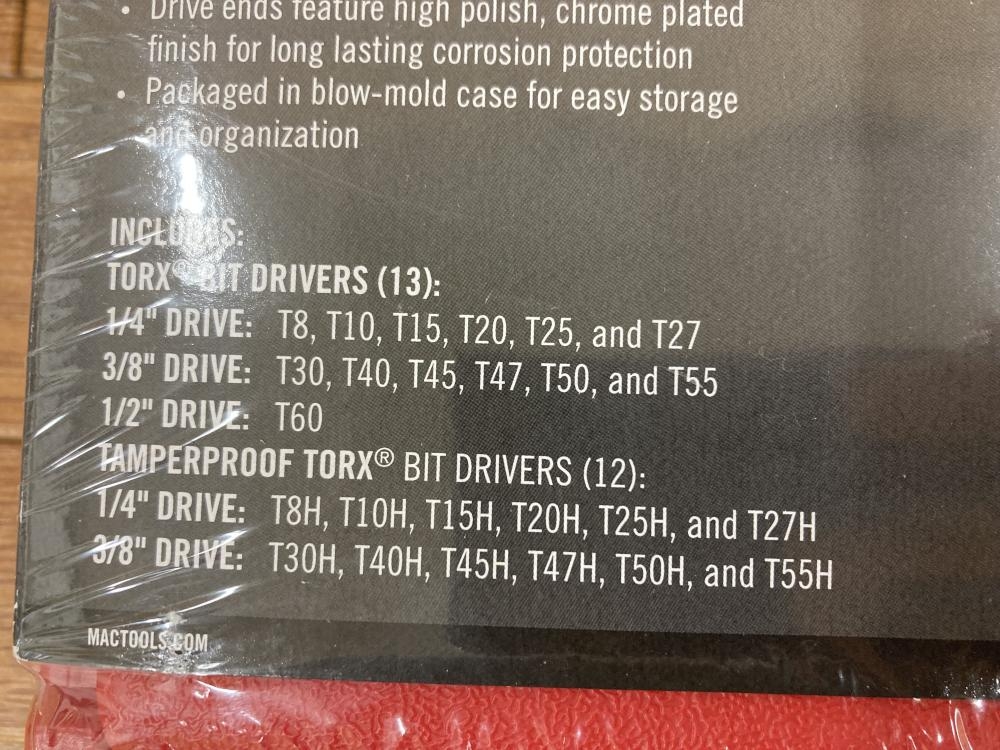 • Drive ends feature high polish, chrome plated
finish for long lasting corrosion protection
• Packaged in blow-mold case for easy storage
and organization
INCLUDES:
TORX® BIT DRIVERS (13):
1/4" DRIVE: T8, T10, T15, T20, T25, and T27
3/8" DRIVE: T30, T40, T45, T47, T50, and T55
1/2" DRIVE: T60
TAMPERPROOF TORX® BIT DRIVERS (12):
1/4" DRIVE: T8H, T10H, T15H, T20H, T25H, and T27H
3/8" DRIVE: T30H, T40H, T45H, T47H, T50H, and T55H
MACTOOLS.COM